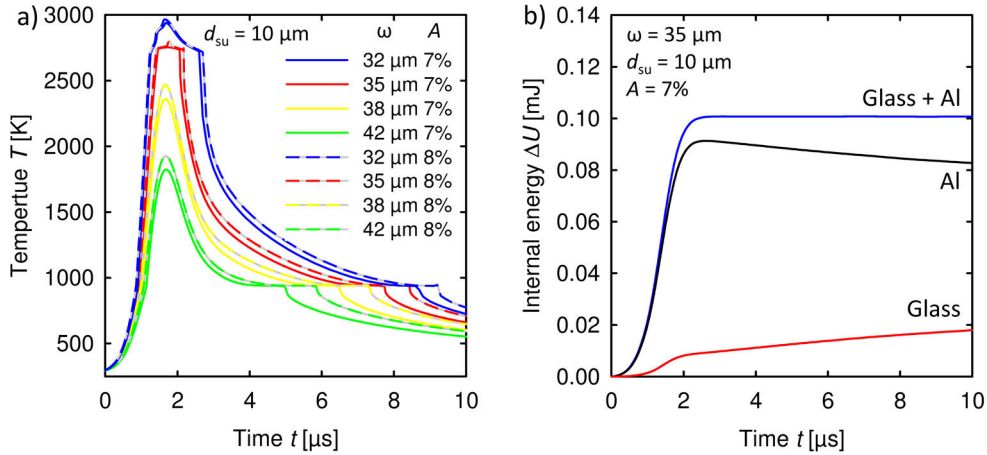 a)
d_su = 10 µm
ω A
32 µm 7%
35 µm 7%
38 µm 7%
42 µm 7%
32 µm 8%
35 µm 8%
38 µm 8%
42 µm 8%
Tempertue T [K]
3000
2500
2000
1500
1000
500
0 2 4 6 8 10
Time t [µs]
b)
ω = 35 µm
d_su = 10 µm
A = 7%
Glass + Al
Al
Glass
Internal energy ΔU [mJ]
0.14
0.12
0.10
0.08
0.06
0.04
0.02
0.00
0 2 4 6 8 10
Time t [µs]